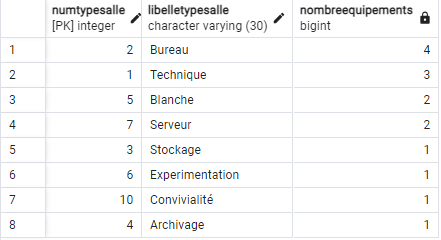 numtypesalle libelletypesalle nombreequipements
[PK] integer character varying (30) bigint
1 2 Bureau 4
2 1 Technique 3
3 5 Blanche 2
4 7 Serveur 2
5 3 Stockage 1
6 6 Experimentation 1
7 10 Convivialité 1
8 4 Archivage 1